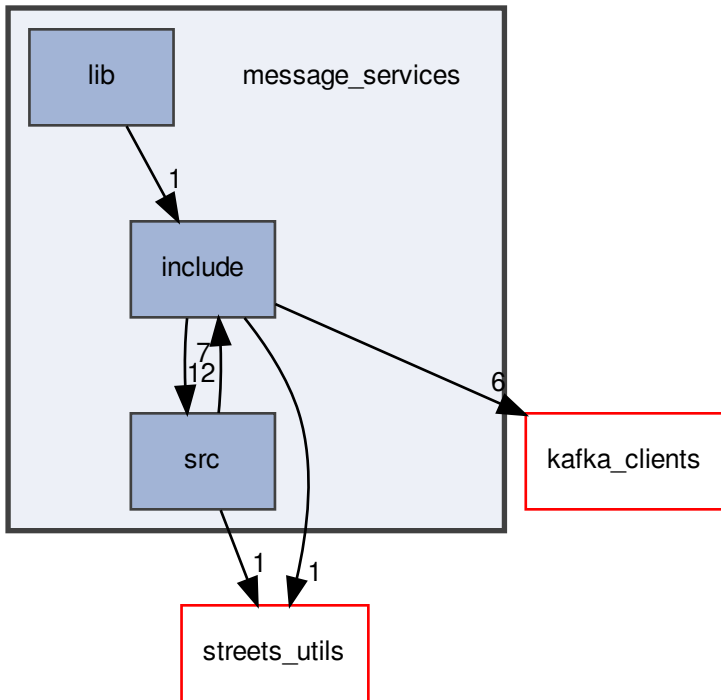 lib
message_services
1
include
7
12
6
src
kafka_clients
1
1
streets_utils